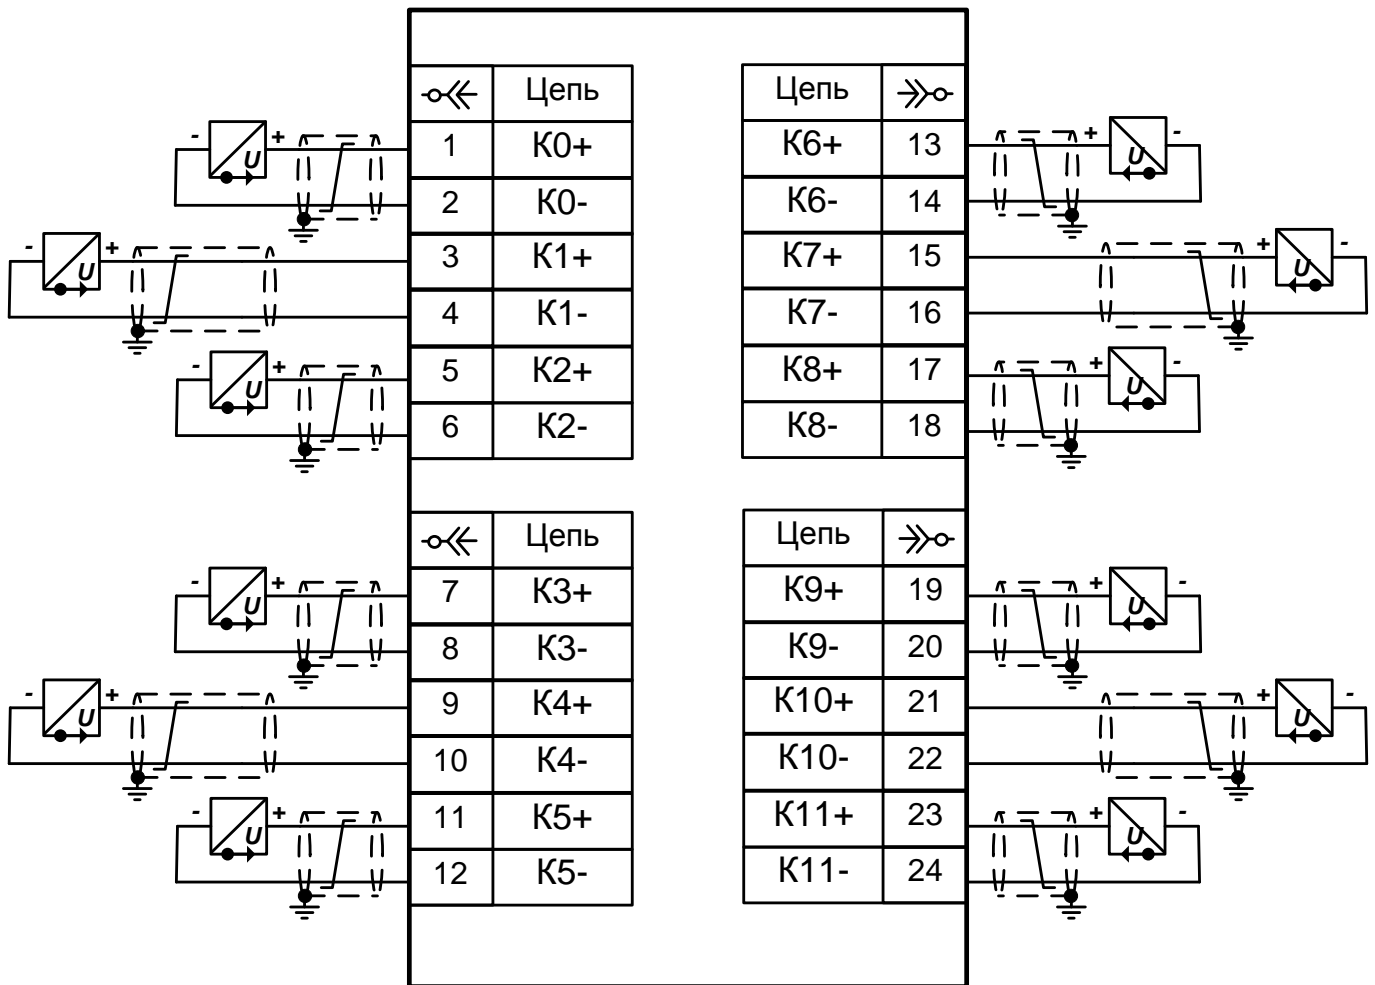 Цепь
- U + 1 К0+
2 К0-
- U + 3 К1+
4 К1-
- U + 5 К2+
6 К2-
Цепь
- U + 7 К3+
8 К3-
- U + 9 К4+
10 К4-
- U + 11 К5+
12 К5-
Цепь
К6+ 13 + U -
К6- 14
К7+ 15 + U -
К7- 16
К8+ 17 + U -
К8- 18
Цепь
К9+ 19 + U -
К9- 20
К10+ 21 + U -
К10- 22
К11+ 23 + U -
К11- 24